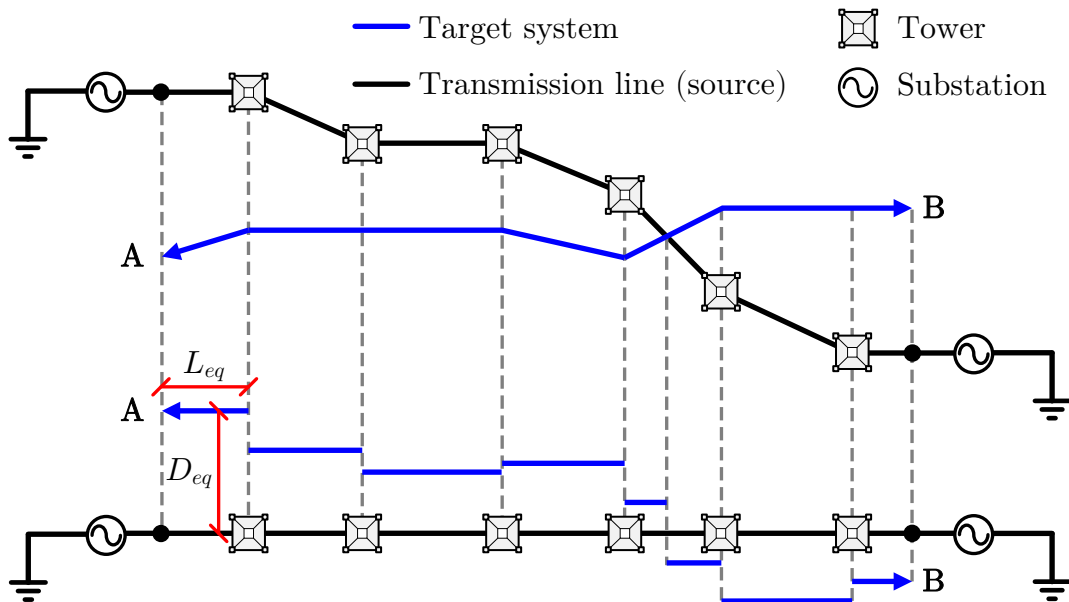 Target system
Tower
Transmission line (source)
Substation
A
B
L_eq
A
D_eq
B